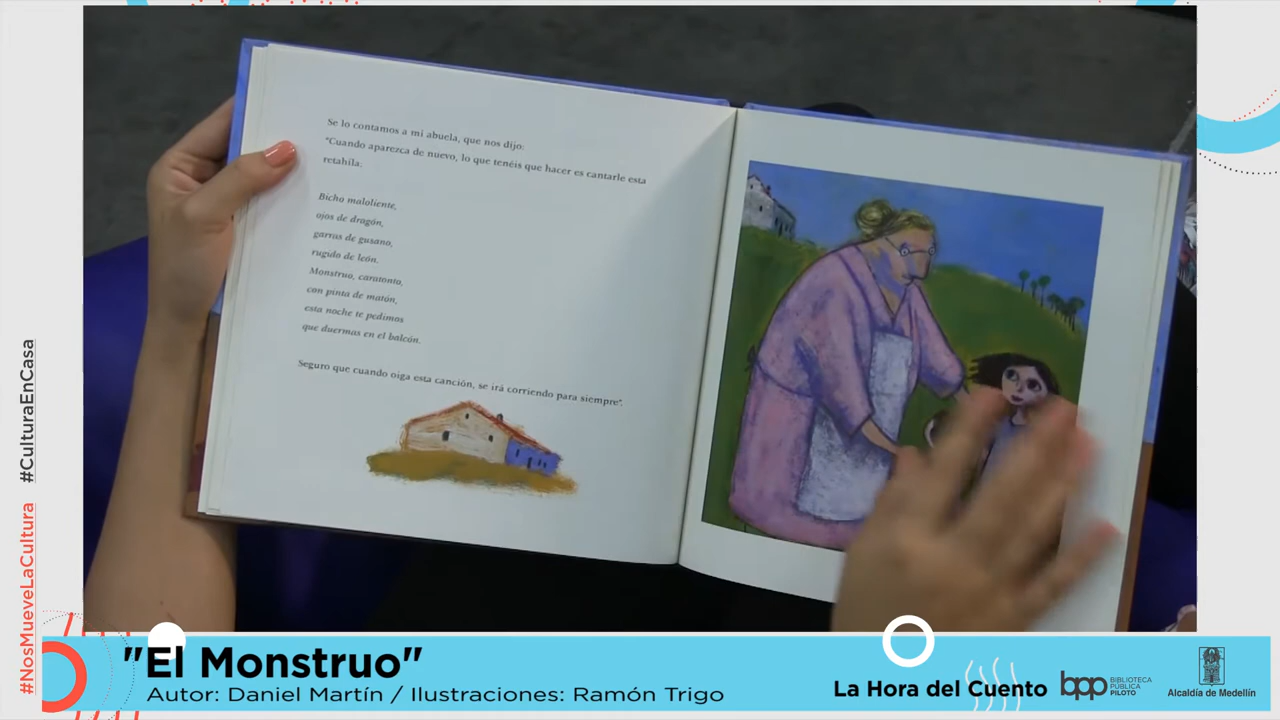 Se lo contamos a mi abuela, que nos dijo:
"Cuando aparezca de nuevo, lo que tenéis que hacer es cantarle esta
retahíla.
Bicho maloliente,
ojos de dragón,
garras de gusano,
rugido de león.
Monstruo, caratonto,
con pinta de matón,
esta noche te pedimos
que duermas en el balcón.
Seguro que cuando oiga esta canción, se irá corriendo para siempre".
#NosMueveLaCultura #CulturaEnCasa
"El Monstruo"
Autor: Daniel Martín / Ilustraciones: Ramón Trigo
La Hora del Cuento
bpp BIBLIOTECA
PÚBLICA
PILOTO
Alcaldía de Medellín